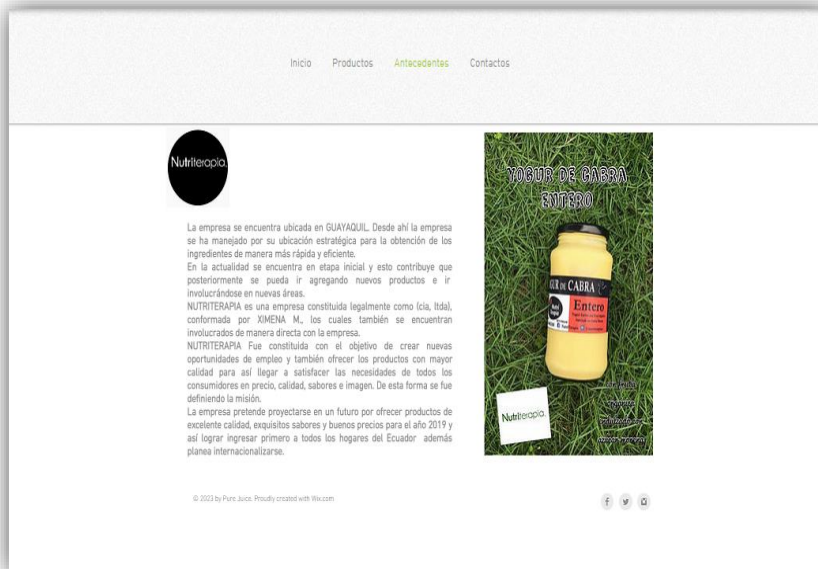 Inicio Productos Antecedentes Contactos
Nutriterapia.
La empresa se encuentra ubicada en GUAYAQUIL. Desde ahí la empresa
se ha manejado por su ubicación estratégica para la obtención de los
ingredientes de manera más rápida y eficiente.
En la actualidad se encuentra en etapa inicial y esto contribuye que
posteriormente se pueda ir agregando nuevos productos e ir
involucrándose en nuevas áreas.
NUTRITERAPIA es una empresa constituida legalmente como (cia, ltda),
conformada por XIMENA M., los cuales también se encuentran
involucrados de manera directa con la empresa.
NUTRITERAPIA Fue constituida con el objetivo de crear nuevas
oportunidades de empleo y también ofrecer los productos con mayor
calidad para así llegar a satisfacer las necesidades de todos los
consumidores en precio, calidad, sabores e imagen. De esta forma se fue
definiendo la misión.
La empresa pretende proyectarse en un futuro por ofrecer productos de
excelente calidad, exquisitos sabores y buenos precios para el año 2019 y
así lograr ingresar primero a todos los hogares del Ecuador además
planea internacionalizarse.
YOGUR DE CABRA
ENTERO
GUR DE CABRA
Entero
Nutriterapia.
© 2023 by Pure Juice. Proudly created with Wix.com